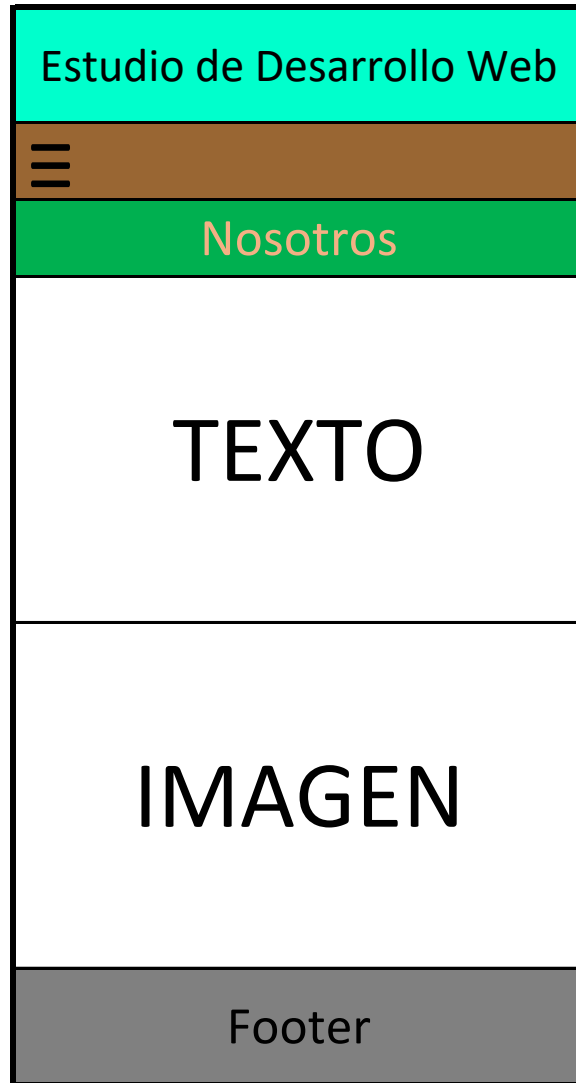 Estudio de Desarrollo Web
Nosotros
TEXTO
IMAGEN
Footer